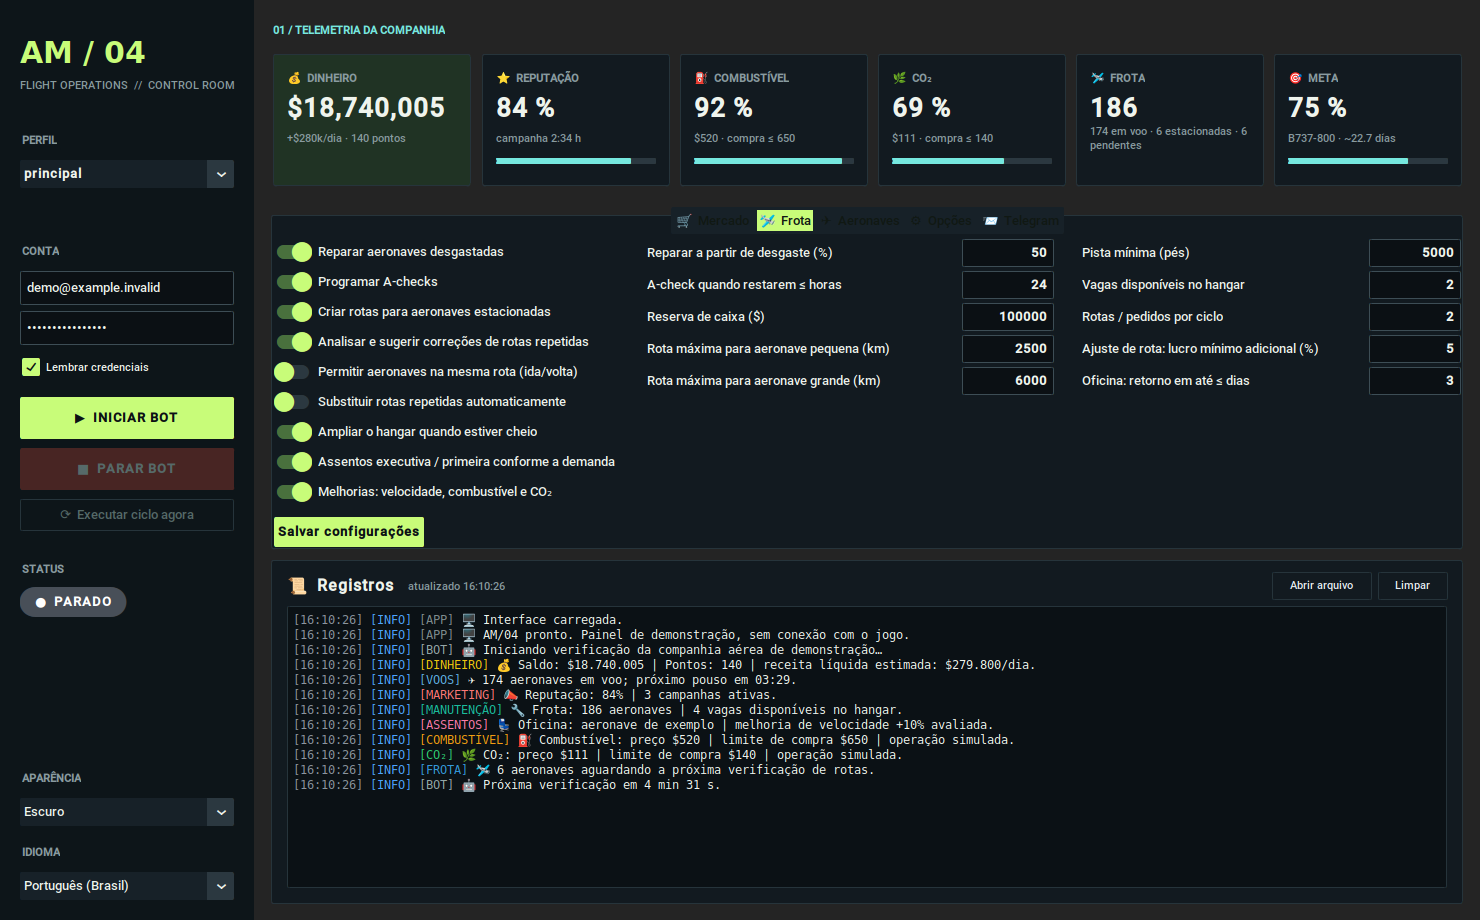 AM / 04
FLIGHT OPERATIONS // CONTROL ROOM
PERFIL
principal
CONTA
demo@example.invalid
••••••••••••••••
Lembrar credenciais
▶ INICIAR BOT
■ PARAR BOT
⟳ Executar ciclo agora
STATUS
● PARADO
APARÊNCIA
Escuro
IDIOMA
Português (Brasil)
01 / TELEMETRIA DA COMPANHIA
💰 DINHEIRO
$18,740,005
+$280k/dia · 140 pontos
⭐ REPUTAÇÃO
84 %
campanha 2:34 h
⛽ COMBUSTÍVEL
92 %
$520 · compra ≤ 650
🌿 CO₂
69 %
$111 · compra ≤ 140
🛩️ FROTA
186
174 em voo · 6 estacionadas · 6
pendentes
🎯 META
75 %
B737-800 · ~22.7 dias
🛒 Mercado 🛩️ Frota ✈ Aeronaves ⚙ Opções 📨 Telegram
Reparar aeronaves desgastadas
Programar A-checks
Criar rotas para aeronaves estacionadas
Analisar e sugerir correções de rotas repetidas
Permitir aeronaves na mesma rota (ida/volta)
Substituir rotas repetidas automaticamente
Ampliar o hangar quando estiver cheio
Assentos executiva / primeira conforme a demanda
Melhorias: velocidade, combustível e CO₂
Reparar a partir de desgaste (%) 50
A-check quando restarem ≤ horas 24
Reserva de caixa ($) 100000
Rota máxima para aeronave pequena (km) 2500
Rota máxima para aeronave grande (km) 6000
Pista mínima (pés) 5000
Vagas disponíveis no hangar 2
Rotas / pedidos por ciclo 2
Ajuste de rota: lucro mínimo adicional (%) 5
Oficina: retorno em até ≤ dias 3
Salvar configurações
📜 Registros atualizado 16:10:26 Abrir arquivo Limpar
[16:10:26] [INFO] [APP] 🖥️ Interface carregada.
[16:10:26] [INFO] [APP] 🖥️ AM/04 pronto. Painel de demonstração, sem conexão com o jogo.
[16:10:26] [INFO] [BOT] 🤖 Iniciando verificação da companhia aérea de demonstração…
[16:10:26] [INFO] [DINHEIRO] 💰 Saldo: $18.740.005 | Pontos: 140 | receita líquida estimada: $279.800/dia.
[16:10:26] [INFO] [VOOS] ✈ 174 aeronaves em voo; próximo pouso em 03:29.
[16:10:26] [INFO] [MARKETING] 📣 Reputação: 84% | 3 campanhas ativas.
[16:10:26] [INFO] [MANUTENÇÃO] 🔧 Frota: 186 aeronaves | 4 vagas disponíveis no hangar.
[16:10:26] [INFO] [ASSENTOS] 💺 Oficina: aeronave de exemplo | melhoria de velocidade +10% avaliada.
[16:10:26] [INFO] [COMBUSTÍVEL] ⛽ Combustível: preço $520 | limite de compra $650 | operação simulada.
[16:10:26] [INFO] [CO₂] 🌿 CO₂: preço $111 | limite de compra $140 | operação simulada.
[16:10:26] [INFO] [FROTA] 🛩️ 6 aeronaves aguardando a próxima verificação de rotas.
[16:10:26] [INFO] [BOT] 🤖 Próxima verificação em 4 min 31 s.